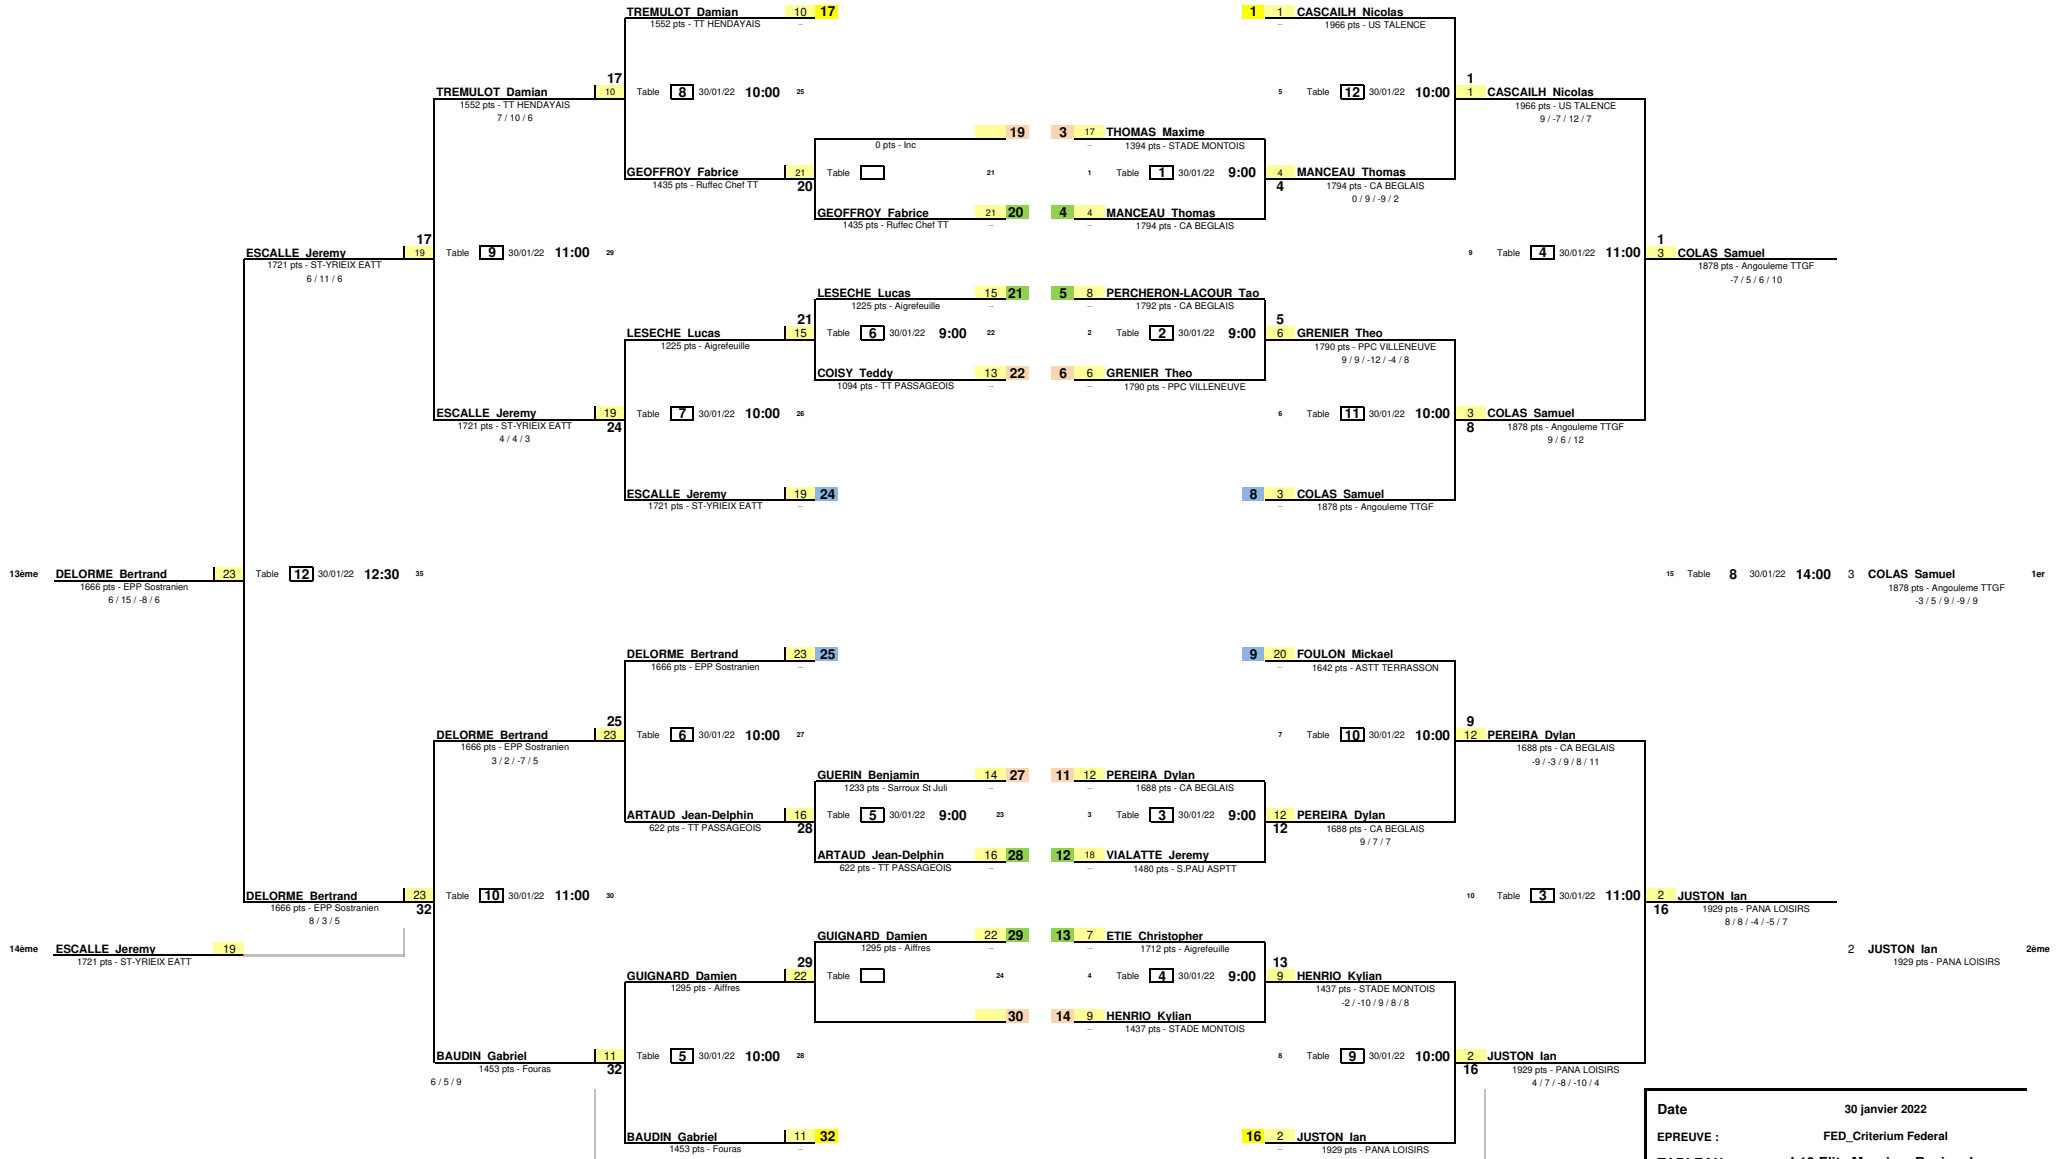 TREMULOT Damian 10 17 1 1 CASCAILH Nicolas
1552 pts - TT HENDAYAIS – – 1966 pts - US TALENCE
17 1
TREMULOT Damian 10 Table 8 30/01/22 10:00 25 5 Table 12 30/01/22 10:00 1 CASCAILH Nicolas
1552 pts - TT HENDAYAIS 1966 pts - US TALENCE
7 / 10 / 6 9 / -7 / 12 / 7
19 3 17 THOMAS Maxime
0 pts - Inc – 1394 pts - STADE MONTOIS
GEOFFROY Fabrice 21 Table 21 1 Table 1 30/01/22 9:00 4 MANCEAU Thomas
1435 pts - Ruffec Chef TT 20 4 1794 pts - CA BEGLAIS
0 / 9 / -9 / 2
GEOFFROY Fabrice 21 20 4 4 MANCEAU Thomas
1435 pts - Ruffec Chef TT – – 1794 pts - CA BEGLAIS
17 1
ESCALLE Jeremy 19 Table 9 30/01/22 11:00 29 9 Table 4 30/01/22 11:00 3 COLAS Samuel
1721 pts - ST-YRIEIX EATT 1878 pts - Angouleme TTGF
6 / 11 / 6 -7 / 5 / 6 / 10
LESECHE Lucas 15 21 5 8 PERCHERON-LACOUR Tao
1225 pts - Aigrefeuille – – 1792 pts - CA BEGLAIS
21 5
LESECHE Lucas 15 Table 6 30/01/22 9:00 22 2 Table 2 30/01/22 9:00 6 GRENIER Theo
1225 pts - Aigrefeuille 1790 pts - PPC VILLENEUVE
9 / 9 / -12 / -4 / 8
COISY Teddy 13 22 6 6 GRENIER Theo
1094 pts - TT PASSAGEOIS – – 1790 pts - PPC VILLENEUVE
ESCALLE Jeremy 19 Table 7 30/01/22 10:00 26 6 Table 11 30/01/22 10:00 3 COLAS Samuel
1721 pts - ST-YRIEIX EATT 24 8 1878 pts - Angouleme TTGF
4 / 4 / 3 9 / 6 / 12
ESCALLE Jeremy 19 24 8 3 COLAS Samuel
1721 pts - ST-YRIEIX EATT – – 1878 pts - Angouleme TTGF
13ème DELORME Bertrand 23 Table 12 30/01/22 12:30 35 15 Table 8 30/01/22 14:00 3 COLAS Samuel 1er
1666 pts - EPP Sostranien 1878 pts - Angouleme TTGF
6 / 15 / -8 / 6 -3 / 5 / 9 / -9 / 9
DELORME Bertrand 23 25 9 20 FOULON Mickael
1666 pts - EPP Sostranien – – 1642 pts - ASTT TERRASSON
25 9
DELORME Bertrand 23 Table 6 30/01/22 10:00 27 7 Table 10 30/01/22 10:00 12 PEREIRA Dylan
1666 pts - EPP Sostranien 1688 pts - CA BEGLAIS
3 / 2 / -7 / 5 -9 / -3 / 9 / 8 / 11
GUERIN Benjamin 14 27 11 12 PEREIRA Dylan
1233 pts - Sarroux St Juli – – 1688 pts - CA BEGLAIS
ARTAUD Jean-Delphin 16 Table 5 30/01/22 9:00 23 3 Table 3 30/01/22 9:00 12 PEREIRA Dylan
622 pts - TT PASSAGEOIS 28 12 1688 pts - CA BEGLAIS
9 / 7 / 7
ARTAUD Jean-Delphin 16 28 12 18 VIALATTE Jeremy
622 pts - TT PASSAGEOIS – – 1480 pts - S.PAU ASPTT
DELORME Bertrand 23 Table 10 30/01/22 11:00 30 10 Table 3 30/01/22 11:00 2 JUSTON Ian
1666 pts - EPP Sostranien 32 16 1929 pts - PANA LOISIRS
8 / 3 / 5 8 / 8 / -4 / -5 / 7
GUIGNARD Damien 22 29 13 7 ETIE Christopher
14ème ESCALLE Jeremy 19 1295 pts - Aiffres – – 1712 pts - Aigrefeuille 2 JUSTON Ian 2ème
1721 pts - ST-YRIEIX EATT 29 13 1929 pts - PANA LOISIRS
GUIGNARD Damien 22 Table 24 4 Table 4 30/01/22 9:00 9 HENRIO Kylian
1295 pts - Aiffres 1437 pts - STADE MONTOIS
-2 / -10 / 9 / 8 / 8
30 14 9 HENRIO Kylian
– 1437 pts - STADE MONTOIS
BAUDIN Gabriel 11 Table 5 30/01/22 10:00 28 8 Table 9 30/01/22 10:00 2 JUSTON Ian
1453 pts - Fouras 32 16 1929 pts - PANA LOISIRS
6 / 5 / 9 4 / 7 / -8 / -10 / 4
Date 30 janvier 2022
BAUDIN Gabriel 11 32 16 2 JUSTON Ian
EPREUVE : FED_Criterium Federal
1453 pts - Fouras – – 1929 pts - PANA LOISIRS